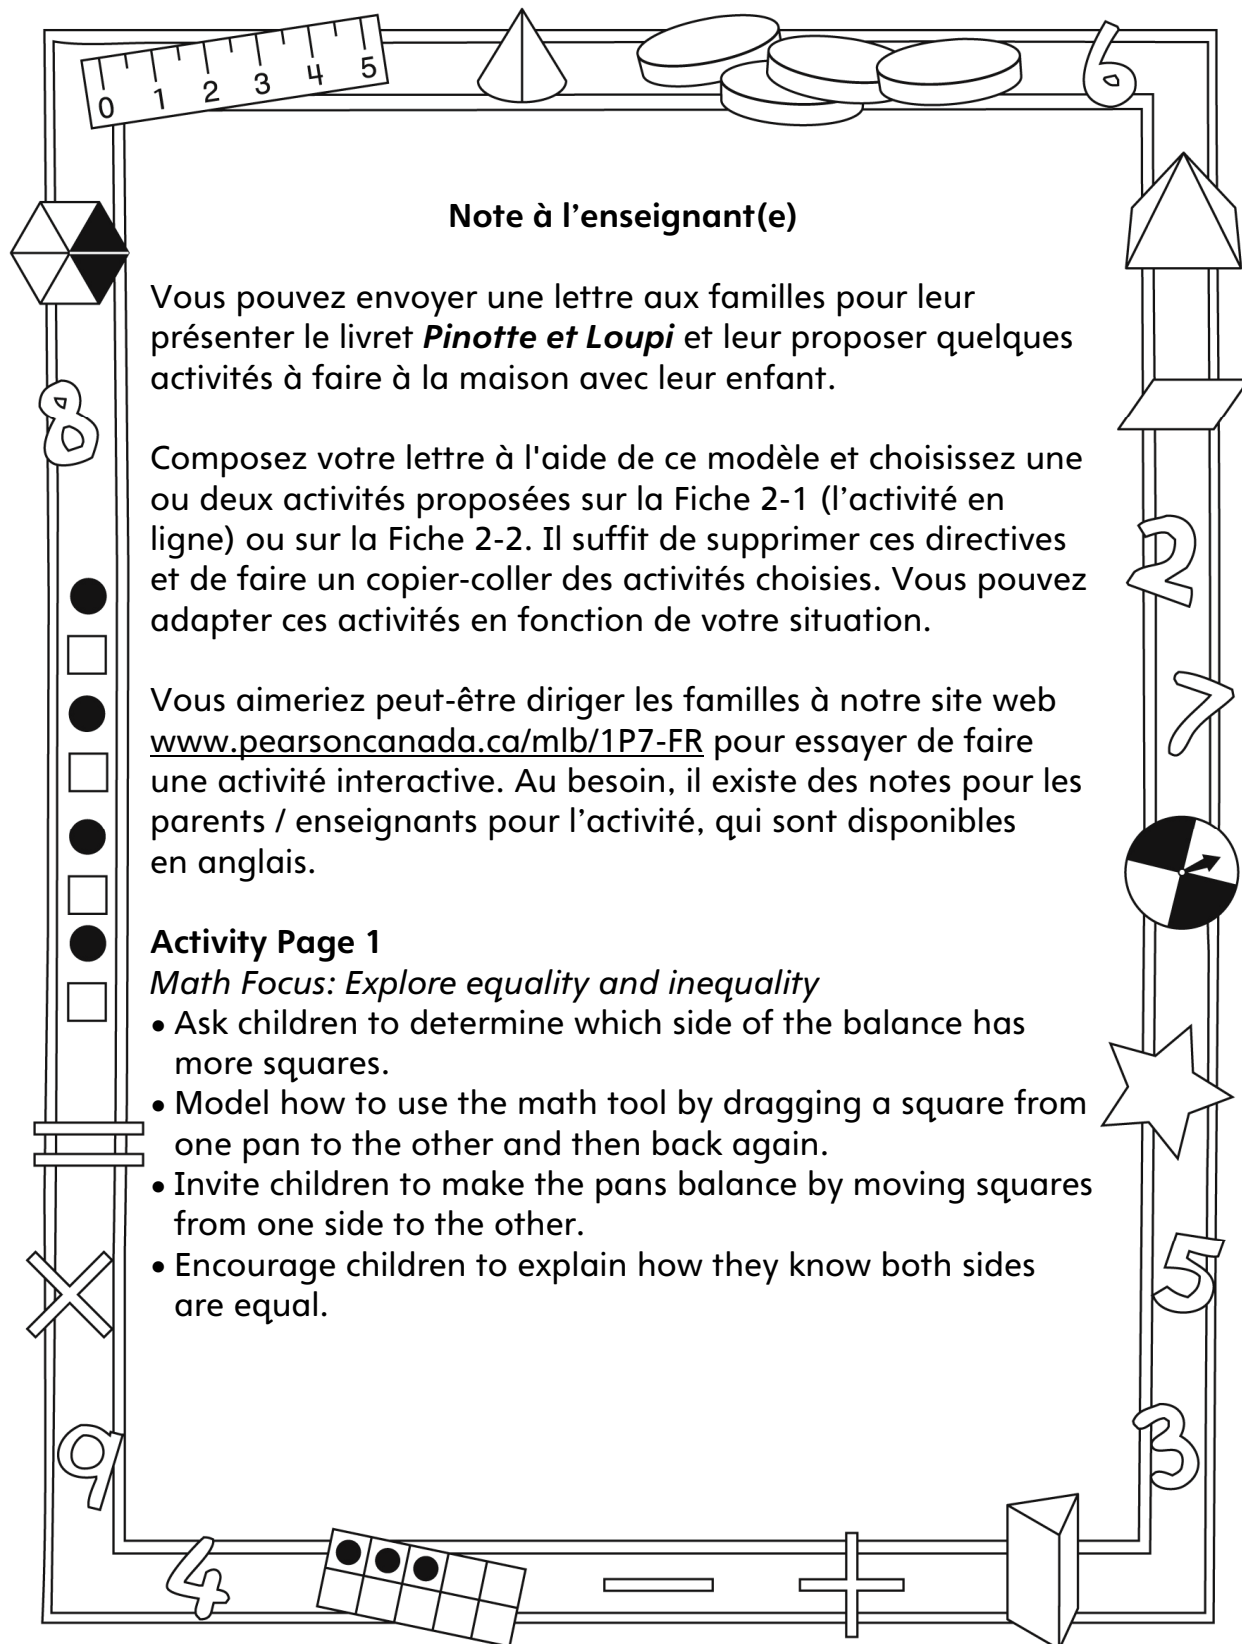 0 1 2 3 4 5
6
Note à l’enseignant(e)
Vous pouvez envoyer une lettre aux familles pour leur
présenter le livret Pinotte et Loupi et leur proposer quelques
activités à faire à la maison avec leur enfant.
8
Composez votre lettre à l'aide de ce modèle et choisissez une
ou deux activités proposées sur la Fiche 2-1 (l’activité en
ligne) ou sur la Fiche 2-2. Il suffit de supprimer ces directives
et de faire un copier-coller des activités choisies. Vous pouvez
adapter ces activités en fonction de votre situation.
2
Vous aimeriez peut-être diriger les familles à notre site web
www.pearsoncanada.ca/mlb/1P7-FR pour essayer de faire
une activité interactive. Au besoin, il existe des notes pour les
parents / enseignants pour l’activité, qui sont disponibles
en anglais.
7
Activity Page 1
Math Focus: Explore equality and inequality
• Ask children to determine which side of the balance has
more squares.
• Model how to use the math tool by dragging a square from
one pan to the other and then back again.
• Invite children to make the pans balance by moving squares
from one side to the other.
• Encourage children to explain how they know both sides
are equal.
=
×
5
9
3
4
−
+